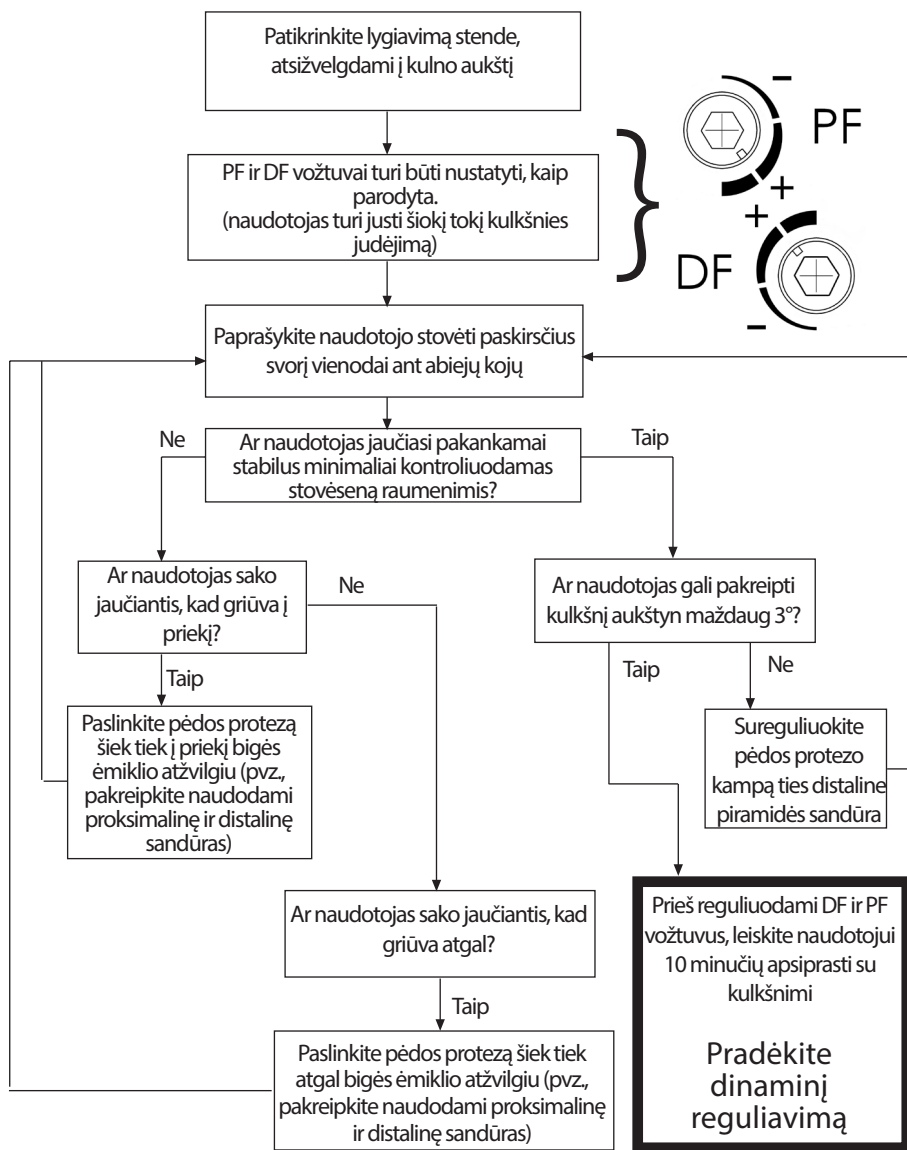 Patikrinkite lygiavimą stende,
atsižvelgdami į kulno aukštį
PF ir DF vožtuvai turi būti nustatyti, kaip
parodyta.
(naudotojas turi justi šiokį tokį kulkšnies
judėjimą)
-
PF
+
+
DF
-
Paprašykite naudotojo stovėti paskirsčius
svorį vienodai ant abiejų kojų
Ne
Ar naudotojas jaučiasi pakankamai
stabilus minimaliai kontroliuodamas
stovėseną raumenimis?
Taip
Ar naudotojas sako
jaučiantis, kad griūva į
priekį?
Ne
Ar naudotojas gali pakreipti
kulkšnį aukštyn maždaug 3°?
Taip
Taip
Ne
Paslinkite pėdos protezą
šiek tiek į priekį bigės
ėmiklio atžvilgiu (pvz.,
pakreipkite naudodami
proksimalinę ir distalinę
sandūras)
Sureguliuokite
pėdos protezo
kampą ties distaline
piramidės sandūra
Ar naudotojas sako jaučiantis, kad
griūva atgal?
Taip
Paslinkite pėdos protezą šiek tiek
atgal bigės ėmiklio atžvilgiu (pvz.,
pakreipkite naudodami proksimalinę
ir distalinę sandūras)
Prieš reguliuodami DF ir PF
vožtuvus, leiskite naudotojui
10 minučių apsiprasti su
kulkšnimi
Pradėkite
dinaminį
reguliavimą